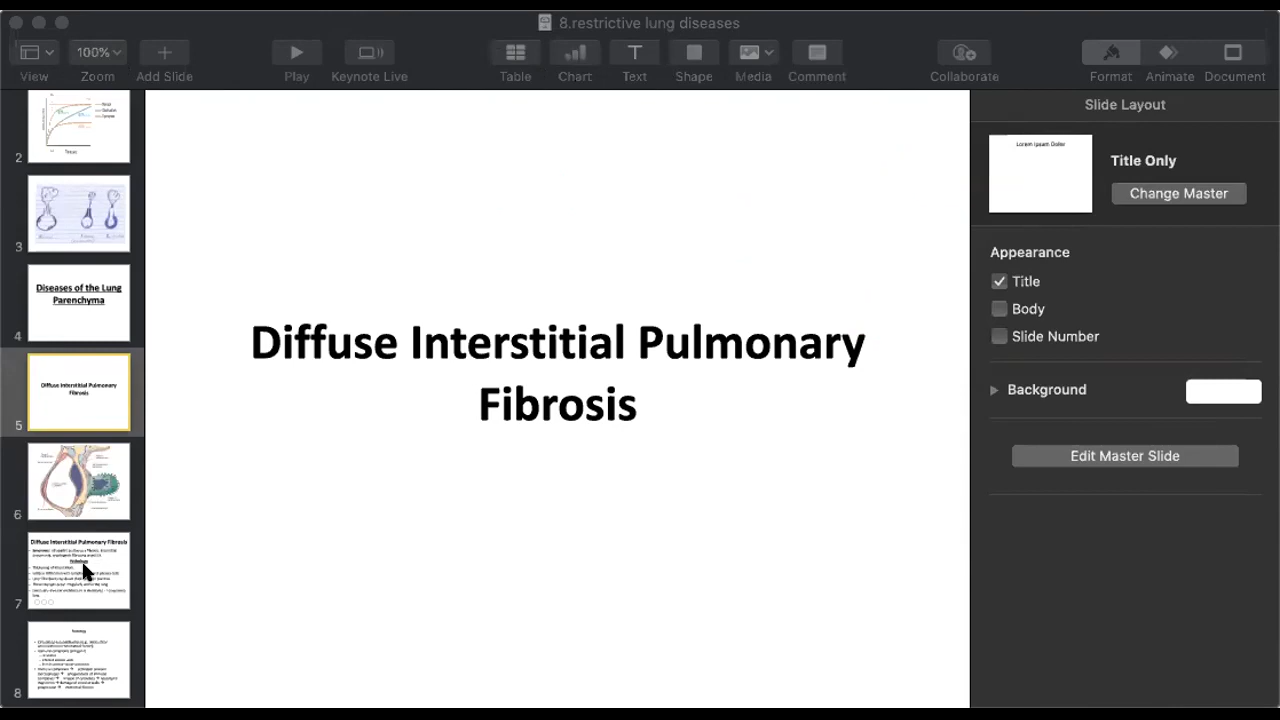 8.restrictive lung diseases
100%
View
Zoom
Add Slide
Play
Keynote Live
Table
Chart
Text
Shape
Media
Comment
Collaborate
Format
Animate
Document
2
3
Diseases of the Lung
Parenchyma
4
Diffuse Interstitial Pulmonary
Fibrosis
5
6
Diffuse Interstitial Pulmonary Fibrosis
7
8
Diffuse Interstitial Pulmonary
Fibrosis
Slide Layout
Lorem Ipsum Dolor
Title Only
Change Master
Appearance
Title
Body
Slide Number
Background
Edit Master Slide